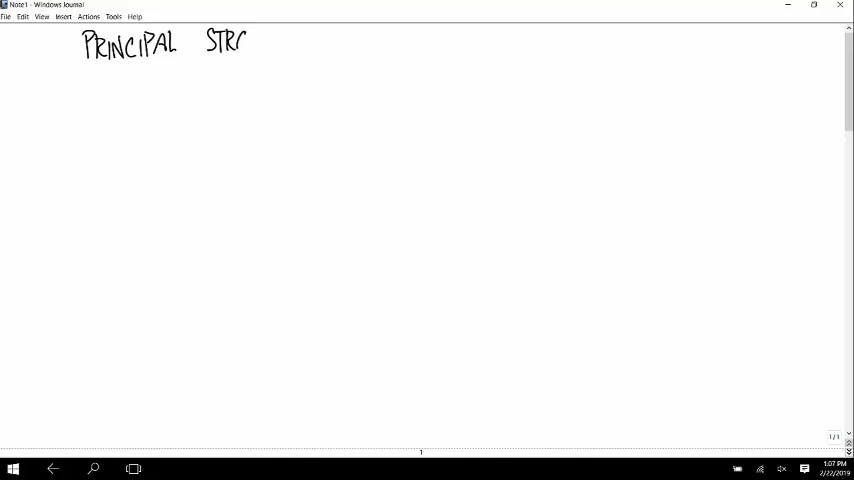 Note1 - Windows Journal
File Edit View Insert Actions Tools Help
PRINCIPAL STR
1/1
1
1:07 PM
2/22/2019